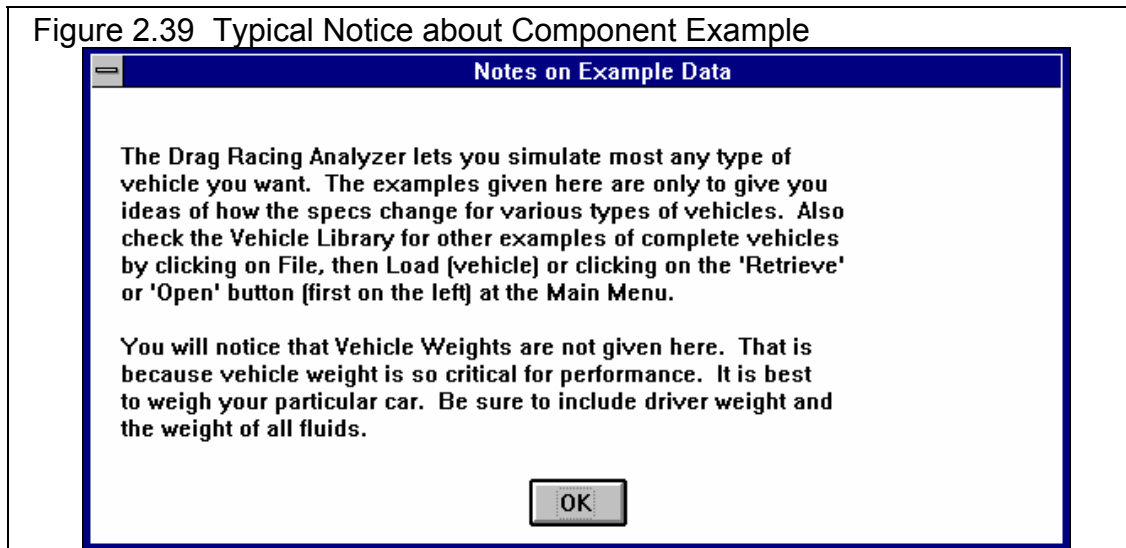 Figure 2.39 Typical Notice about Component Example
Notes on Example Data
The Drag Racing Analyzer lets you simulate most any type of
vehicle you want. The examples given here are only to give you
ideas of how the specs change for various types of vehicles. Also
check the Vehicle Library for other examples of complete vehicles
by clicking on File, then Load (vehicle) or clicking on the 'Retrieve'
or 'Open' button (first on the left) at the Main Menu.
You will notice that Vehicle Weights are not given here. That is
because vehicle weight is so critical for performance. It is best
to weigh your particular car. Be sure to include driver weight and
the weight of all fluids.
OK